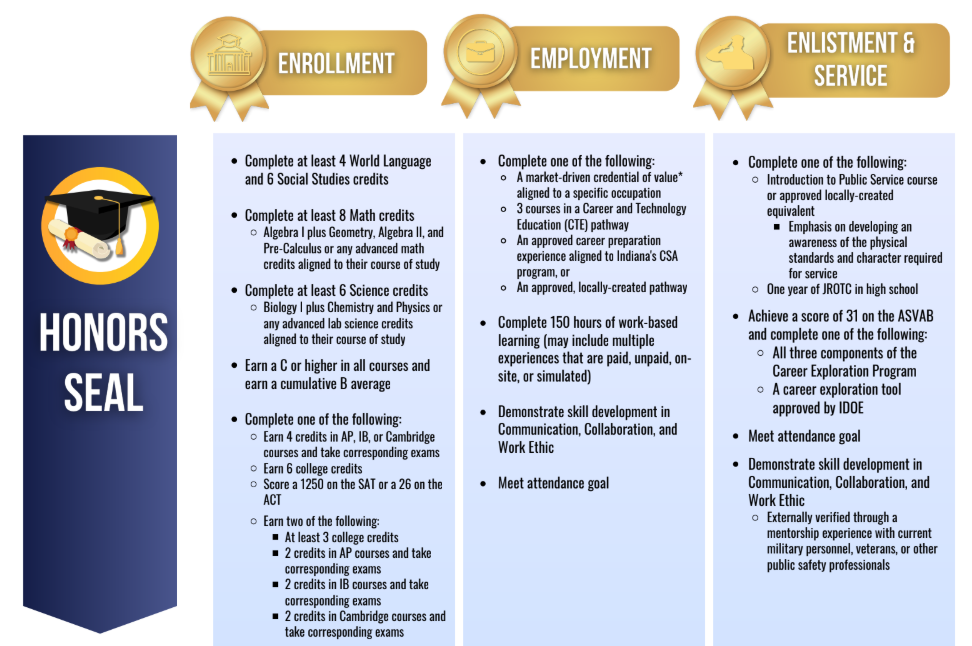 ENROLLMENT
EMPLOYMENT
ENLISTMENT &
SERVICE
HONORS
SEAL
• Complete at least 4 World Language
and 6 Social Studies credits
• Complete at least 8 Math credits
○ Algebra I plus Geometry, Algebra II, and
Pre-Calculus or any advanced math
credits aligned to their course of study
• Complete at least 6 Science credits
○ Biology I plus Chemistry and Physics or
any advanced lab science credits
aligned to their course of study
• Earn a C or higher in all courses and
earn a cumulative B average
• Complete one of the following:
○ Earn 4 credits in AP, IB, or Cambridge
courses and take corresponding exams
○ Earn 6 college credits
○ Score a 1250 on the SAT or a 26 on the
ACT
○ Earn two of the following:
▪ At least 3 college credits
▪ 2 credits in AP courses and take
corresponding exams
▪ 2 credits in IB courses and take
corresponding exams
▪ 2 credits in Cambridge courses and
take corresponding exams
• Complete one of the following:
○ A market-driven credential of value*
aligned to a specific occupation
○ 3 courses in a Career and Technology
Education (CTE) pathway
○ An approved career preparation
experience aligned to Indiana's CSA
program, or
○ An approved, locally-created pathway
• Complete 150 hours of work-based
learning (may include multiple
experiences that are paid, unpaid, on-
site, or simulated)
• Demonstrate skill development in
Communication, Collaboration, and
Work Ethic
• Meet attendance goal
• Complete one of the following:
○ Introduction to Public Service course
or approved locally-created
equivalent
▪ Emphasis on developing an
awareness of the physical
standards and character required
for service
○ One year of JROTC in high school
• Achieve a score of 31 on the ASVAB
and complete one of the following:
○ All three components of the
Career Exploration Program
○ A career exploration tool
approved by IDOE
• Meet attendance goal
• Demonstrate skill development in
Communication, Collaboration, and
Work Ethic
○ Externally verified through a
mentorship experience with current
military personnel, veterans, or other
public safety professionals